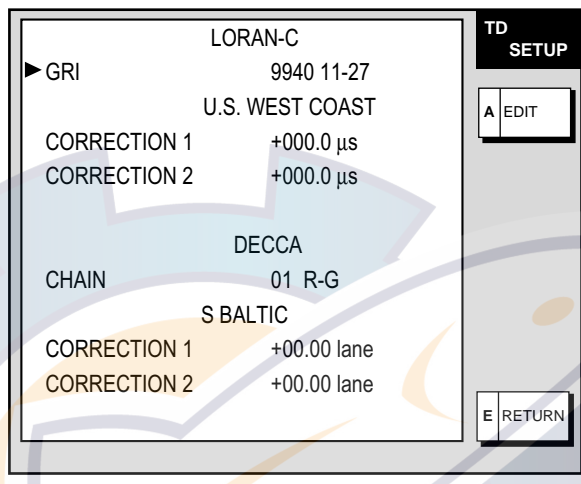 LORAN-C
GRI 9940 11-27
U.S. WEST COAST
CORRECTION 1 +000.0 µs
CORRECTION 2 +000.0 µs
DECCA
CHAIN 01 R-G
S BALTIC
CORRECTION 1 +00.00 lane
CORRECTION 2 +00.00 lane
TD
SETUP
A EDIT
E RETURN